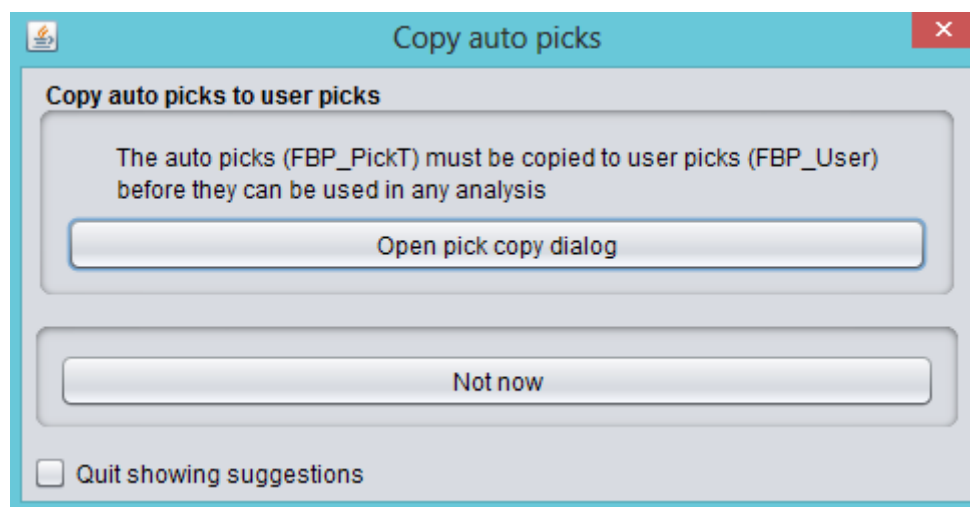 Copy auto picks
Copy auto picks to user picks
The auto picks (FBP_PickT) must be copied to user picks (FBP_User)
before they can be used in any analysis
Open pick copy dialog
Not now
Quit showing suggestions